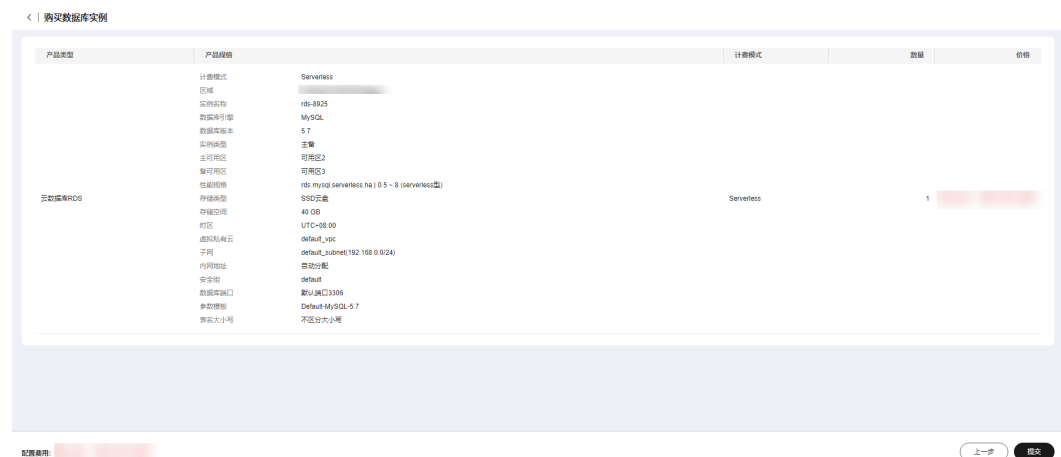 < | 购买数据库实例
产品类型 产品规格 计费模式 数量 价格
计费模式 Serverless
区域
实例名称 rds-8925
数据库引擎 MySQL
数据库版本 5.7
实例类型 主备
主可用区 可用区2
备可用区 可用区3
性能规格 rds.mysql.serverless.ha | 0.5 ~ 8 (serverless型)
云数据库RDS 存储类型 SSD云盘 Serverless 1
存储空间 40 GB
时区 UTC+08:00
虚拟私有云 default_vpc
子网 default_subnet(192.168.0.0/24)
内网地址 自动分配
安全组 default
数据库端口 默认端口3306
参数模板 Default-MySQL-5.7
表名大小写 不区分大小写
配置费用: 上一步 提交